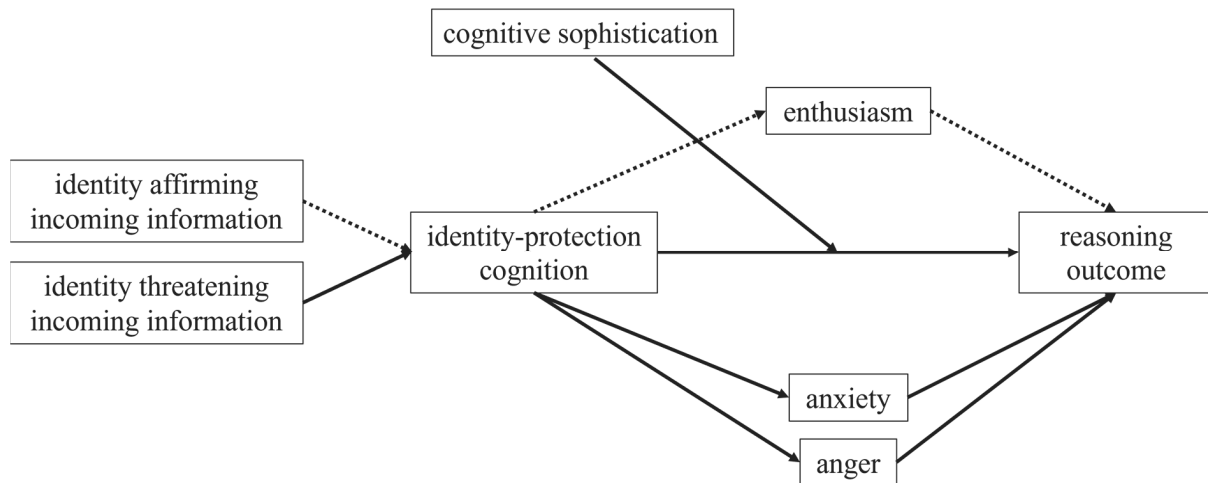 cognitive sophistication
enthusiasm
identity affirming
incoming information
identity-protection
cognition
reasoning
outcome
identity threatening
incoming information
anxiety
anger